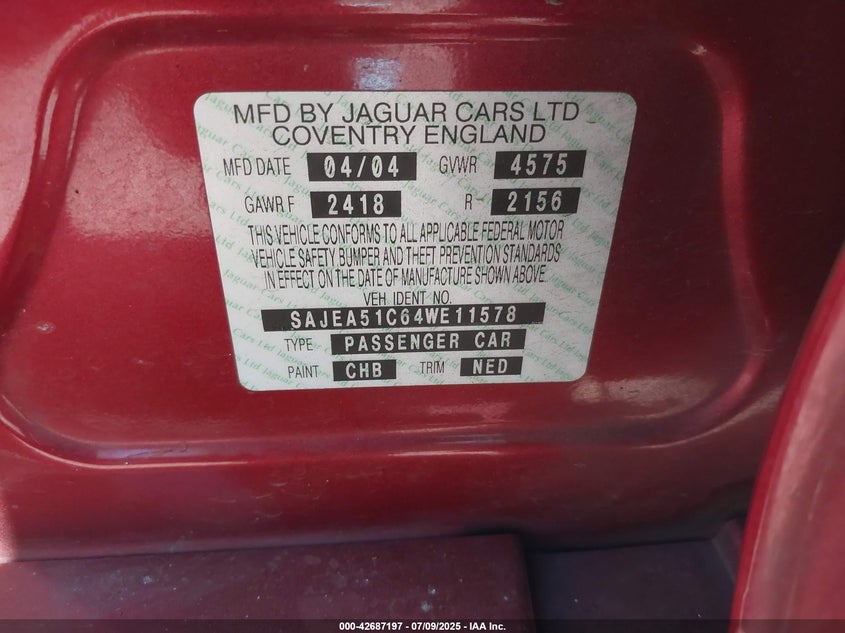 MFD BY JAGUAR CARS LTD
COVENTRY ENGLAND
MFD DATE 04/04 GVWR 4575
GAWR F 2418 R 2156
THIS VEHICLE CONFORMS TO ALL APPLICABLE FEDERAL MOTOR
VEHICLE SAFETY BUMPER AND THEFT PREVENTION STANDARDS
IN EFFECT ON THE DATE OF MANUFACTURE SHOWN ABOVE.
VEH IDENT NO.
SAJEA51C64WE11578
TYPE PASSENGER CAR
PAINT CHB TRIM NED
000-42687197 - 07/09/2025 - IAA Inc.